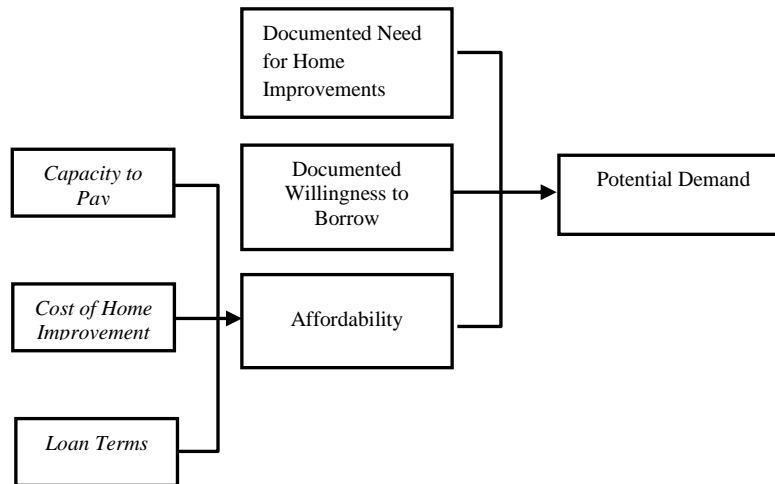 Documented Need
for Home
Improvements
Capacity to
Pay
Documented
Willingness to
Borrow
Potential Demand
Cost of Home
Improvement
Affordability
Loan Terms